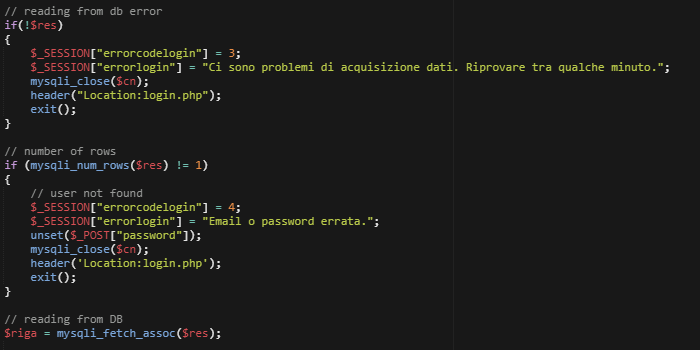 // reading from db error
if(!$res)
{
$_SESSION["errorcodelogin"] = 3;
$_SESSION["errorlogin"] = "Ci sono problemi di acquisizione dati. Riprovare tra qualche minuto.";
mysqli_close($cn);
header("Location:login.php");
exit();
}
// number of rows
if (mysqli_num_rows($res) != 1)
{
// user not found
$_SESSION["errorcodelogin"] = 4;
$_SESSION["errorlogin"] = "Email o password errata.";
unset($_POST["password"]);
mysqli_close($cn);
header('Location:login.php');
exit();
}
// reading from DB
$riga = mysqli_fetch_assoc($res);